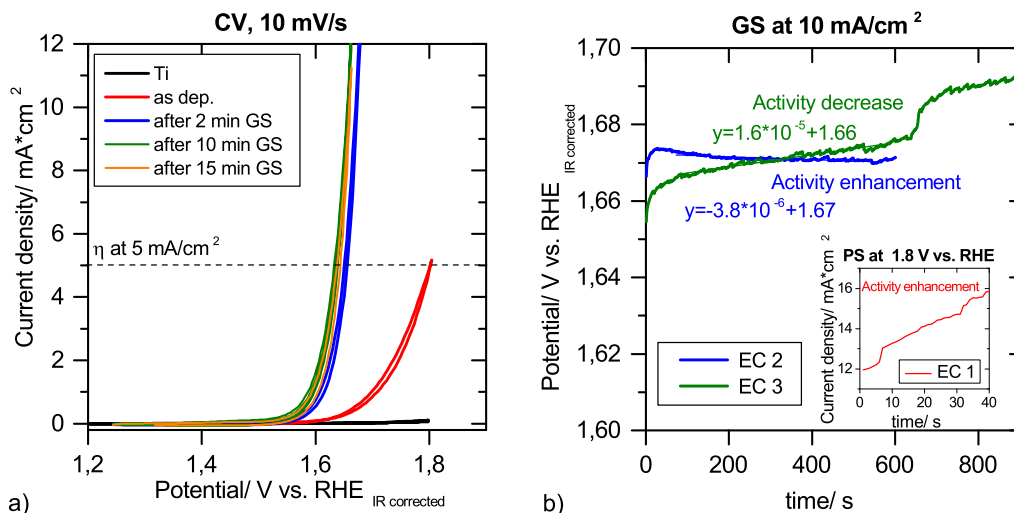 CV, 10 mV/s
12
10
8
6
4
2
0
Current density/ mA*cm ²
Ti
as dep.
after 2 min GS
after 10 min GS
after 15 min GS
η at 5 mA/cm ²
1,2
1,4
1,6
1,8
Potential/ V vs. RHE IR corrected
a)
GS at 10 mA/cm ²
1,70
1,68
1,66
1,64
1,62
1,60
Potential/ V vs. RHE IR corrected
Activity decrease
y=1.6*10 ⁻⁵+1.66
Activity enhancement
y=-3.8*10 ⁻⁶+1.67
EC 2
EC 3
PS at 1.8 V vs. RHE
Activity enhancement
16
14
12
Current density/ mA*cm ²
EC 1
0
10
20
30
40
time/ s
0
200
400
600
800
time/ s
b)